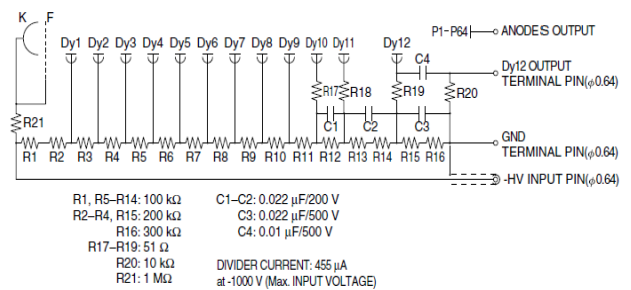 K F
Dy1 Dy2 Dy3 Dy4 Dy5 Dy6 Dy7 Dy8 Dy9 Dy10 Dy11 Dy12
P1-P64 ANODES OUTPUT
C4
Dy12 OUTPUT
TERMINAL PIN(φ0.64)
R17 R18 R19 R20
R21
C1 C2 C3
GND
TERMINAL PIN(φ0.64)
R1 R2 R3 R4 R5 R6 R7 R8 R9 R10 R11 R12 R13 R14 R15 R16
-HV INPUT PIN(φ0.64)
R1, R5–R14: 100 kΩ
R2–R4, R15: 200 kΩ
R16: 300 kΩ
R17–R19: 51 Ω
R20: 10 kΩ
R21: 1 MΩ
C1–C2: 0.022 μF/200 V
C3: 0.022 μF/500 V
C4: 0.01 μF/500 V
DIVIDER CURRENT: 455 μA
at -1000 V (Max. INPUT VOLTAGE)